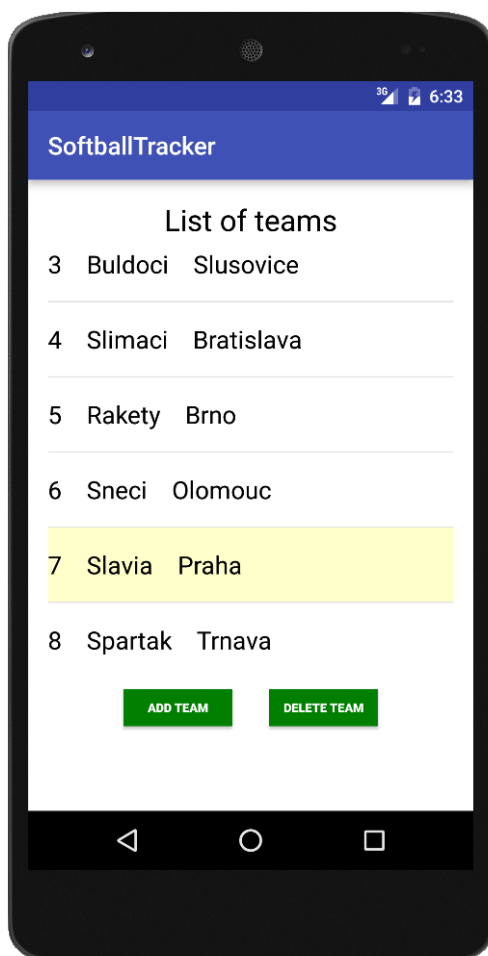 3G 6:33
SoftballTracker
List of teams
3 Buldoci Slusovice
4 Slimaci Bratislava
5 Rakety Brno
6 Sneci Olomouc
7 Slavia Praha
8 Spartak Trnava
ADD TEAM DELETE TEAM